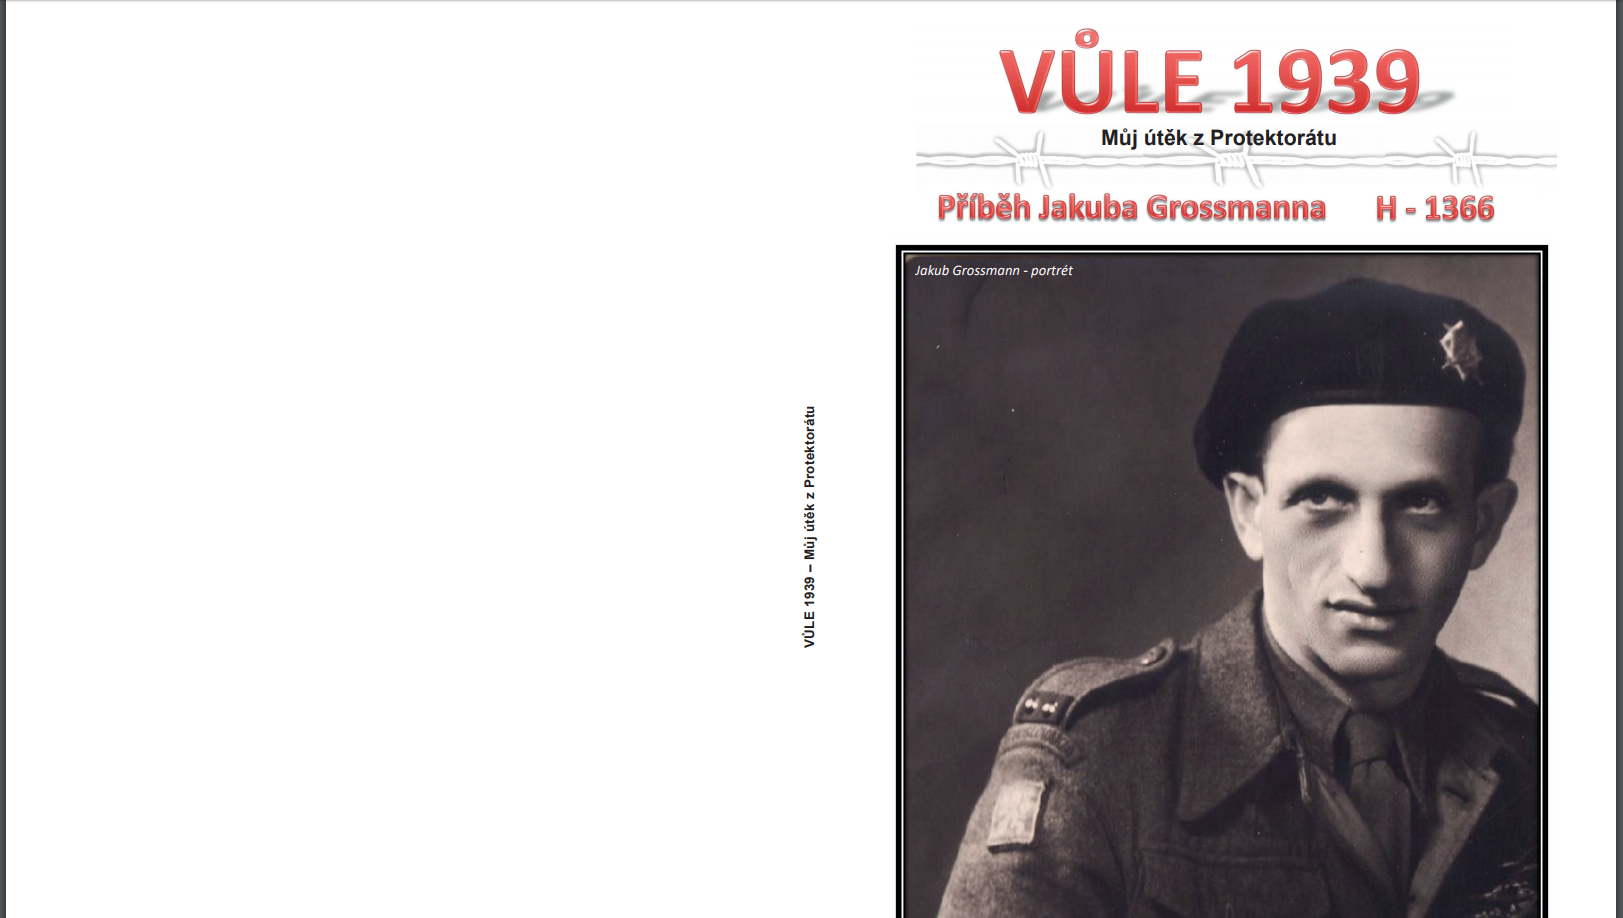 VŮLE 1939
Můj útěk z Protektorátu
Příběh Jakuba Grossmanna H - 1366
Jakub Grossmann - portrét
VŮLE 1939 – Můj útěk z Protektorátu